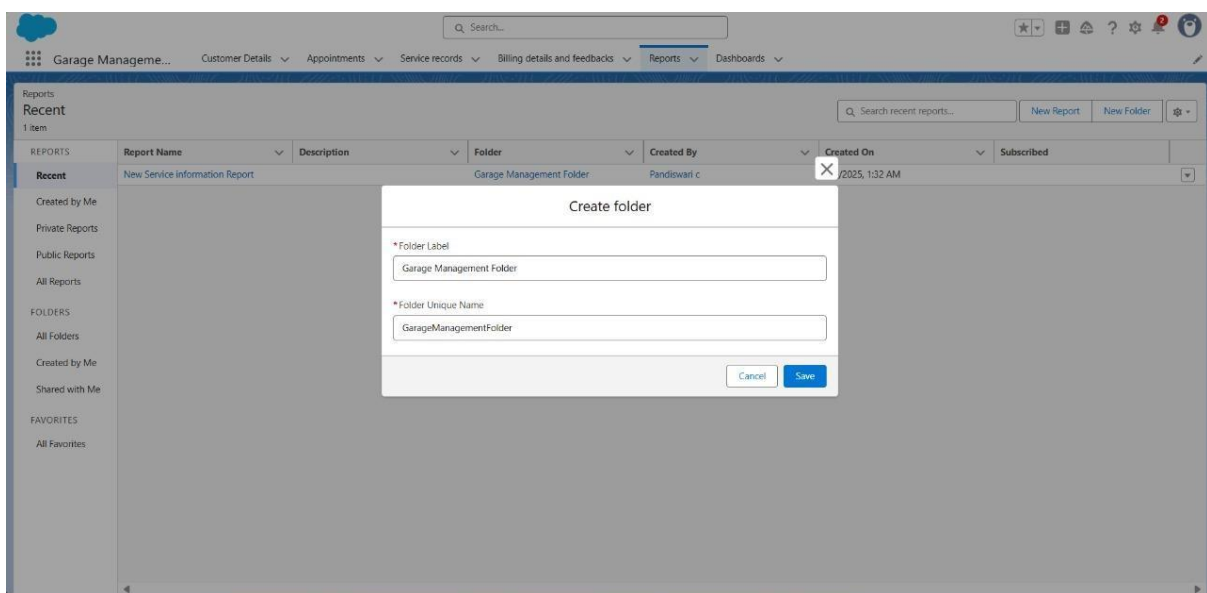 Search...
2
Garage Manageme...
Customer Details
Appointments
Service records
Billing details and feedbacks
Reports
Dashboards
Reports
Recent
1 item
Search recent reports...
New Report
New Folder
REPORTS
Report Name
Description
Folder
Created By
Created On
Subscribed
Recent
New Service information Report
Garage Management Folder
Pandiswari c
/2025, 1:32 AM
Created by Me
Private Reports
Public Reports
All Reports
FOLDERS
All Folders
Created by Me
Shared with Me
FAVORITES
All Favorites
Create folder
*Folder Label
Garage Management Folder
*Folder Unique Name
GarageManagementFolder
Cancel
Save